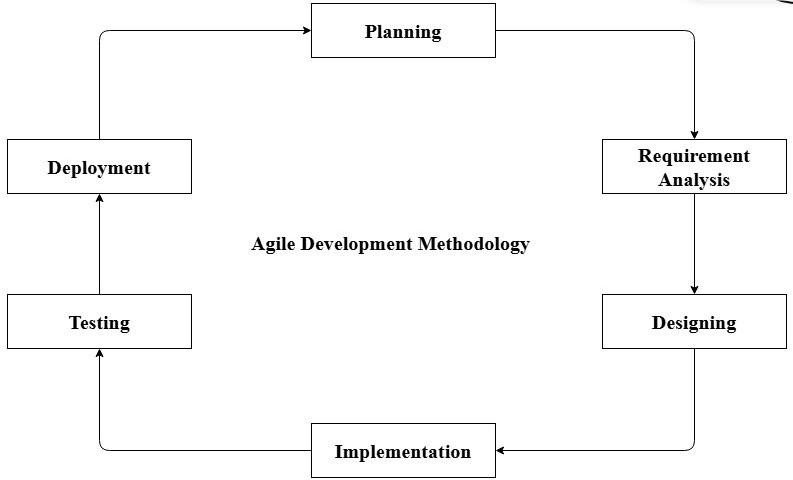 Planning
Requirement
Analysis
Deployment
Agile Development Methodology
Testing
Designing
Implementation